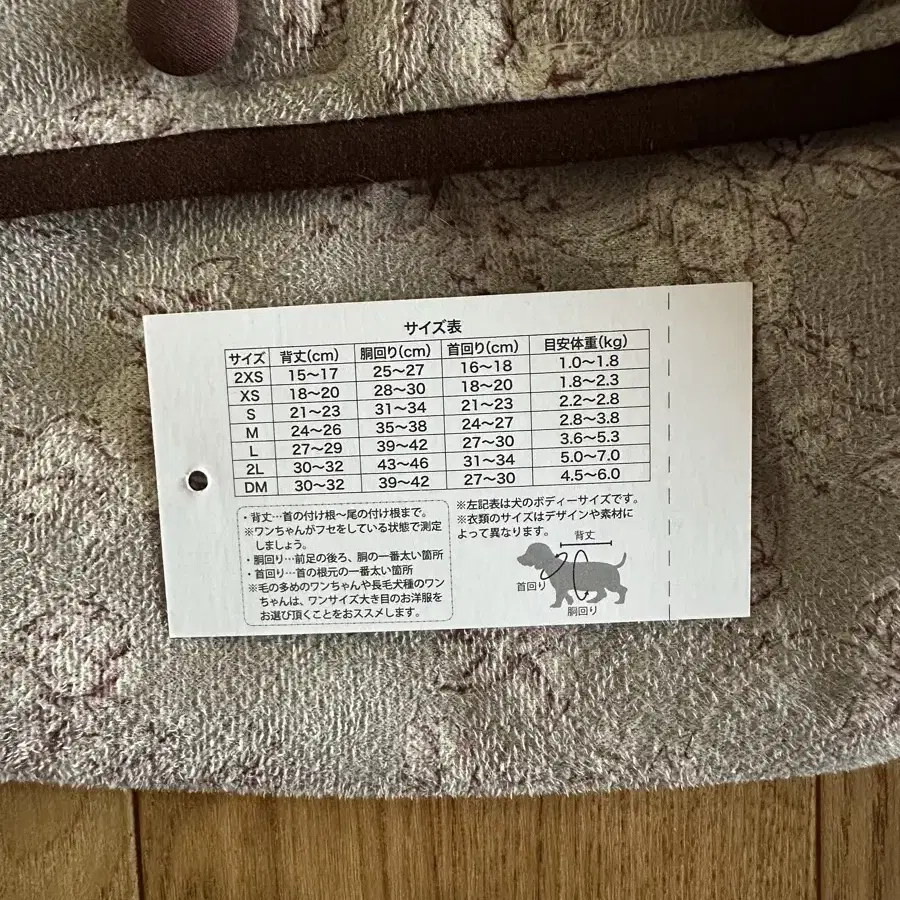 サイズ表
サイズ 背丈(cm) 胴回り(cm) 首回り(cm) 目安体重(kg)
2XS 15〜17 25〜27 16〜18 1.0〜1.8
XS 18〜20 28〜30 18〜20 1.8〜2.3
S 21〜23 31〜34 21〜23 2.2〜2.8
M 24〜26 35〜38 24〜27 2.8〜3.8
L 27〜29 39〜42 27〜30 3.6〜5.3
2L 30〜32 43〜46 31〜34 5.0〜7.0
DM 30〜32 39〜42 27〜30 4.5〜6.0
・背丈…首の付け根〜尾の付け根まで。
※ワンちゃんがフセをしている状態で測定
しましょう。
・胴回り…前足の後ろ、胴の一番太い箇所
・首回り…首の根元の一番太い箇所
※毛の多めのワンちゃんや長毛犬種のワン
ちゃんは、ワンサイズ大き目のお洋服を
お選び頂くことをおススメします。
※左記表は犬のボディーサイズです。
※衣類のサイズはデザインや素材に
よって異なります。
背丈
首回り
胴回り